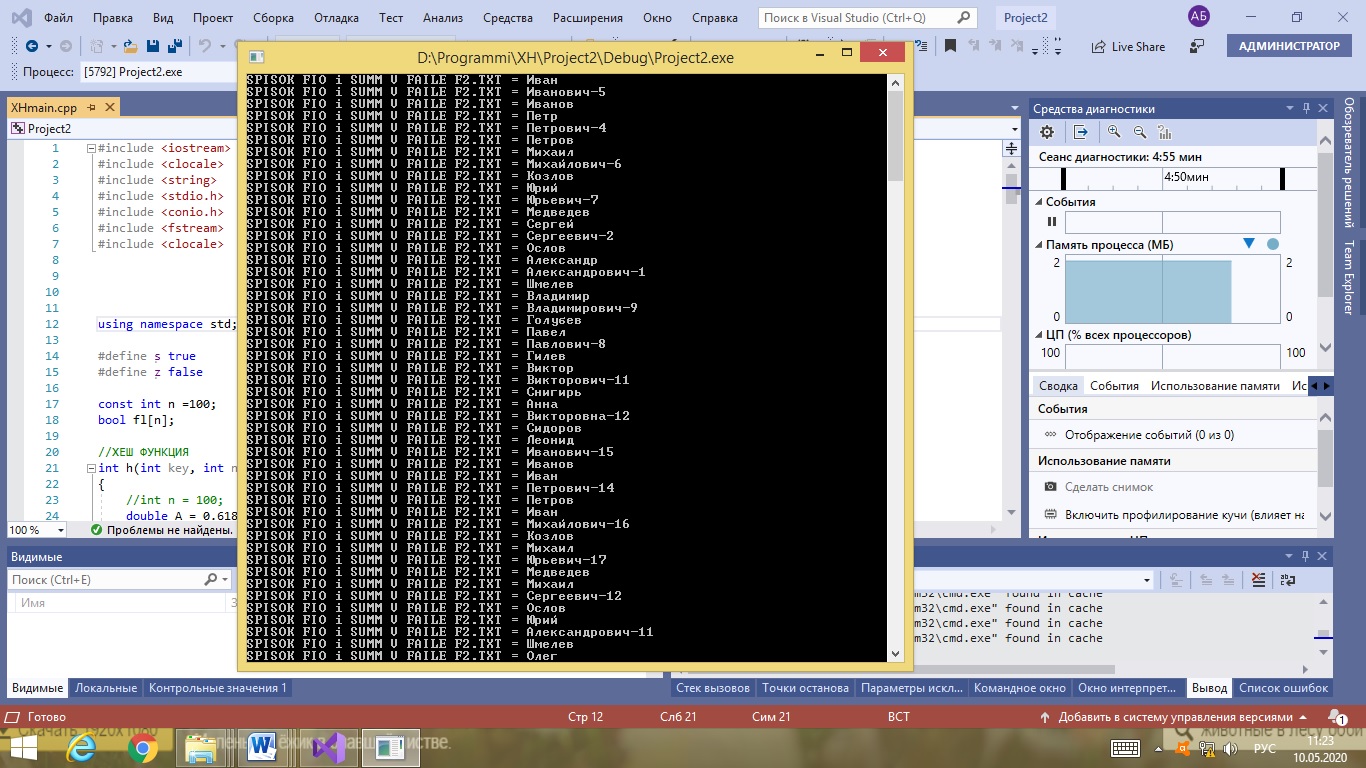 Файл Правка Вид Проект Сборка Отладка Тест Анализ Средства Расширения Окно Справка Поиск в Visual Studio (Ctrl+Q) Project2 АБ
Live Share АДМИНИСТРАТОР
Процесс: [5792] Project2.exe
D:\Programmi\XH\Project2\Debug\Project2.exe
SPISOK FIO i SUMM V FAILE F2.TXT = Иван
SPISOK FIO i SUMM V FAILE F2.TXT = Иванович-5
SPISOK FIO i SUMM V FAILE F2.TXT = Иванов
SPISOK FIO i SUMM V FAILE F2.TXT = Петр
SPISOK FIO i SUMM V FAILE F2.TXT = Петрович-4
SPISOK FIO i SUMM V FAILE F2.TXT = Петров
SPISOK FIO i SUMM V FAILE F2.TXT = Михаил
SPISOK FIO i SUMM V FAILE F2.TXT = Михайлович-6
SPISOK FIO i SUMM V FAILE F2.TXT = Козлов
SPISOK FIO i SUMM V FAILE F2.TXT = Юрий
SPISOK FIO i SUMM V FAILE F2.TXT = Юрьевич-7
SPISOK FIO i SUMM V FAILE F2.TXT = Медведев
SPISOK FIO i SUMM V FAILE F2.TXT = Сергей
SPISOK FIO i SUMM V FAILE F2.TXT = Сергеевич-2
SPISOK FIO i SUMM V FAILE F2.TXT = Ослов
SPISOK FIO i SUMM V FAILE F2.TXT = Александр
SPISOK FIO i SUMM V FAILE F2.TXT = Александрович-1
SPISOK FIO i SUMM V FAILE F2.TXT = Шмелев
SPISOK FIO i SUMM V FAILE F2.TXT = Владимир
SPISOK FIO i SUMM V FAILE F2.TXT = Владимирович-9
SPISOK FIO i SUMM V FAILE F2.TXT = Голубев
SPISOK FIO i SUMM V FAILE F2.TXT = Павел
SPISOK FIO i SUMM V FAILE F2.TXT = Павлович-8
SPISOK FIO i SUMM V FAILE F2.TXT = Гилев
SPISOK FIO i SUMM V FAILE F2.TXT = Виктор
SPISOK FIO i SUMM V FAILE F2.TXT = Викторович-11
SPISOK FIO i SUMM V FAILE F2.TXT = Снигирь
SPISOK FIO i SUMM V FAILE F2.TXT = Анна
SPISOK FIO i SUMM V FAILE F2.TXT = Викторовна-12
SPISOK FIO i SUMM V FAILE F2.TXT = Сидоров
SPISOK FIO i SUMM V FAILE F2.TXT = Леонид
SPISOK FIO i SUMM V FAILE F2.TXT = Иванович-15
SPISOK FIO i SUMM V FAILE F2.TXT = Иванов
SPISOK FIO i SUMM V FAILE F2.TXT = Иван
SPISOK FIO i SUMM V FAILE F2.TXT = Петрович-14
SPISOK FIO i SUMM V FAILE F2.TXT = Петров
SPISOK FIO i SUMM V FAILE F2.TXT = Иван
SPISOK FIO i SUMM V FAILE F2.TXT = Михайлович-16
SPISOK FIO i SUMM V FAILE F2.TXT = Козлов
SPISOK FIO i SUMM V FAILE F2.TXT = Михаил
SPISOK FIO i SUMM V FAILE F2.TXT = Юрьевич-17
SPISOK FIO i SUMM V FAILE F2.TXT = Медведев
SPISOK FIO i SUMM V FAILE F2.TXT = Михаил
SPISOK FIO i SUMM V FAILE F2.TXT = Сергеевич-12
SPISOK FIO i SUMM V FAILE F2.TXT = Ослов
SPISOK FIO i SUMM V FAILE F2.TXT = Юрий
SPISOK FIO i SUMM V FAILE F2.TXT = Александрович-11
SPISOK FIO i SUMM V FAILE F2.TXT = Шмелев
SPISOK FIO i SUMM V FAILE F2.TXT = Олег
XHmain.cpp
Project2
1 #include <iostream>
2 #include <clocale>
3 #include <string>
4 #include <stdio.h>
5 #include <conio.h>
6 #include <fstream>
7 #include <clocale>
8
9
10
11
12 using namespace std;
13
14 #define s true
15 #define z false
16
17 const int n =100;
18 bool fl[n];
19
20 //ХЕШ ФУНКЦИЯ
21 int h(int key, int n
22 {
23 //int n = 100;
24 double A = 0.618
100 % Проблемы не найдены.
Видимые
Поиск (Ctrl+E)
Имя З
Видимые Локальные Контрольные значения 1
Средства диагностики
Сеанс диагностики: 4:55 мин
4:50мин
События
Память процесса (МБ)
2 2
0 0
ЦП (% всех процессоров)
100 100
Сводка События Использование памяти Ис
События
Отображение событий (0 из 0)
Использование памяти
Сделать снимок
Включить профилирование кучи (влияет на
Обозреватель решений
Team Explorer
m32\cmd.exe" found in cache
m32\cmd.exe" found in cache
m32\cmd.exe" found in cache
m32\cmd.exe" found in cache
Стек вызовов Точки останова Параметры искл... Командное окно Окно интерпрет... Вывод Список ошибок
Готово Стр 12 Слб 21 Сим 21 ВСТ Добавить в систему управления версиями 1
Скачать 1920x1080
животные в лесу
РУС
11:23
10.05.2020